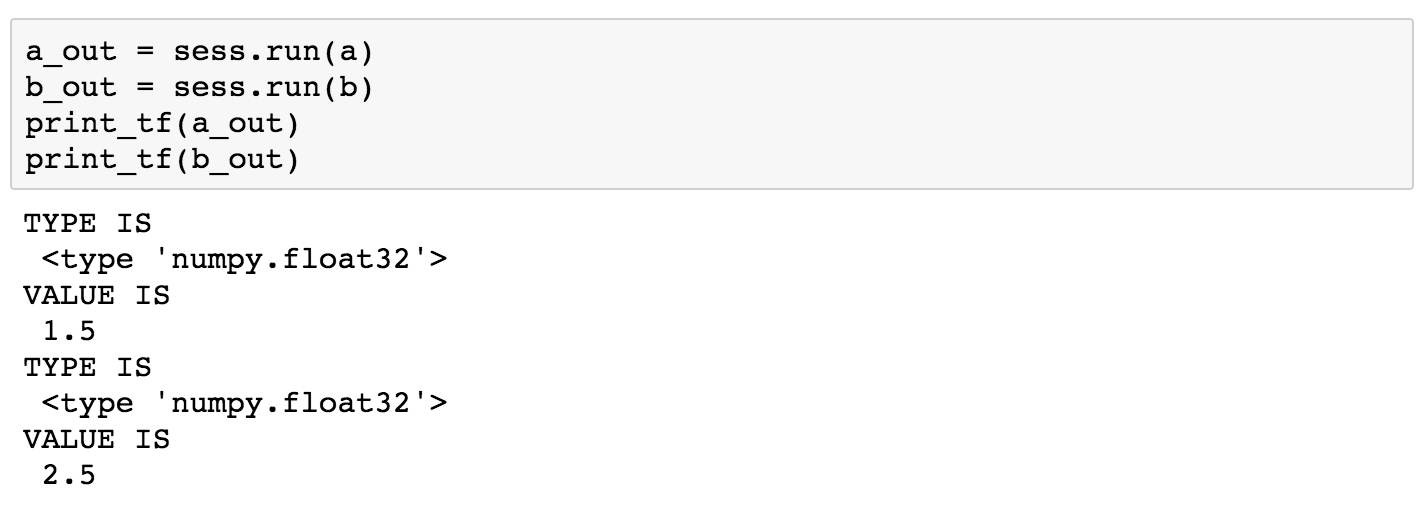 a_out = sess.run(a)
b_out = sess.run(b)
print_tf(a_out)
print_tf(b_out)
TYPE IS
 <type 'numpy.float32'>
VALUE IS
 1.5
TYPE IS
 <type 'numpy.float32'>
VALUE IS
 2.5